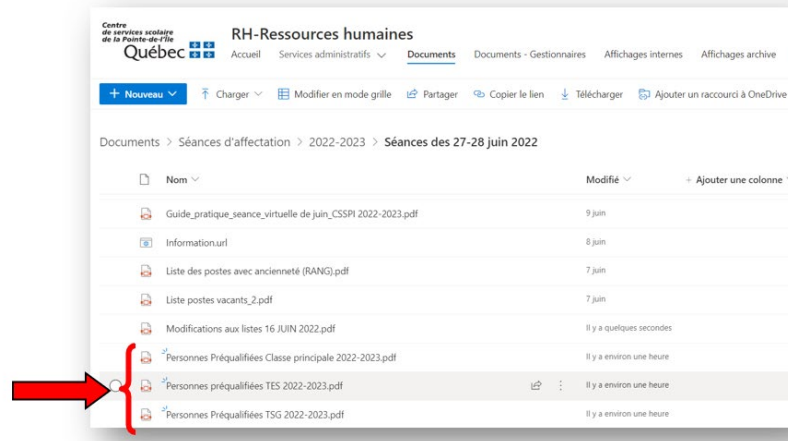 Centre
de services scolaire
de la Pointe-de-l'Île
Québec
RH-Ressources humaines
Accueil Services administratifs Documents Documents - Gestionnaires Affichages internes Affichages archive
+ Nouveau Charger Modifier en mode grille Partager Copier le lien Télécharger Ajouter un raccourci à OneDrive
Documents > Séances d'affectation > 2022-2023 > Séances des 27-28 juin 2022
Nom Modifié + Ajouter une colonne
Guide_pratique_seance_virtuelle de juin_CSSPI 2022-2023.pdf 9 juin
Information.url 8 juin
Liste des postes avec ancienneté (RANG).pdf 7 juin
Liste postes vacants_2.pdf 7 juin
Modifications aux listes 16 JUIN 2022.pdf Il y a quelques secondes
Personnes Préqualifiées Classe principale 2022-2023.pdf Il y a environ une heure
Personnes préqualifiées TES 2022-2023.pdf Il y a environ une heure
Personnes Préqualifiées TSG 2022-2023.pdf Il y a environ une heure